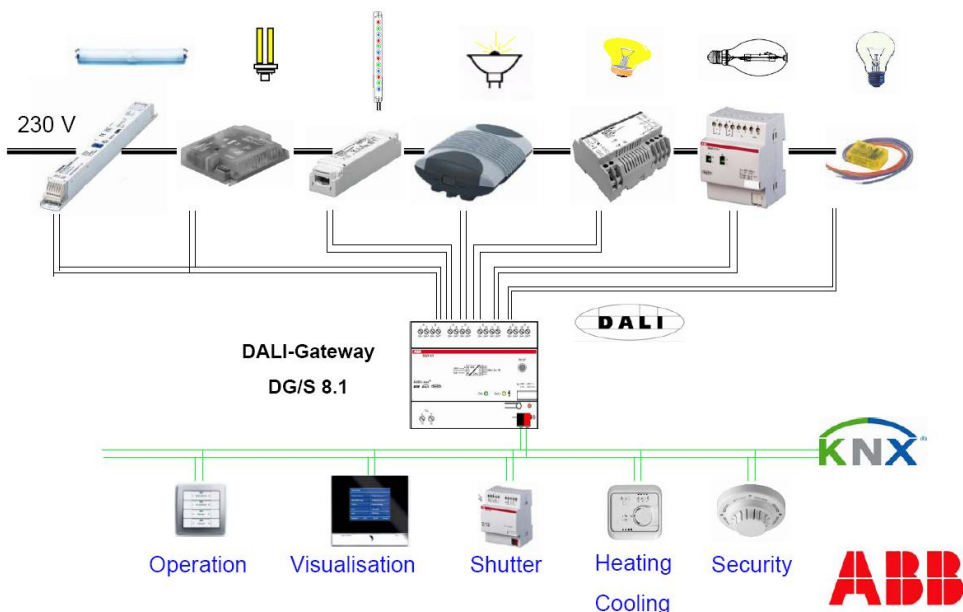 230 V
DALI
DALI-Gateway
DG/S 8.1
KNX
Operation
Visualisation
Shutter
Heating
Cooling
Security
ABB